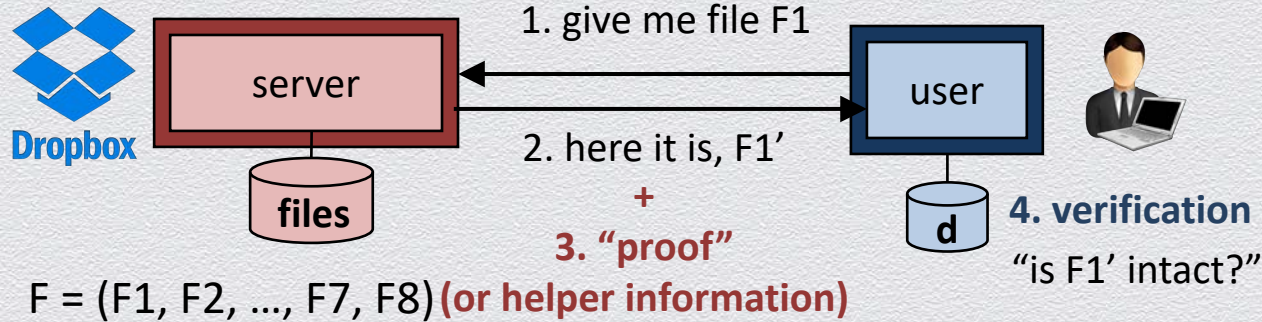 1. give me file F1
server
user
Dropbox
2. here it is, F1’
+
files
d
4. verification
3. “proof”
“is F1’ intact?”
F = (F1, F2, …, F7, F8) (or helper information)